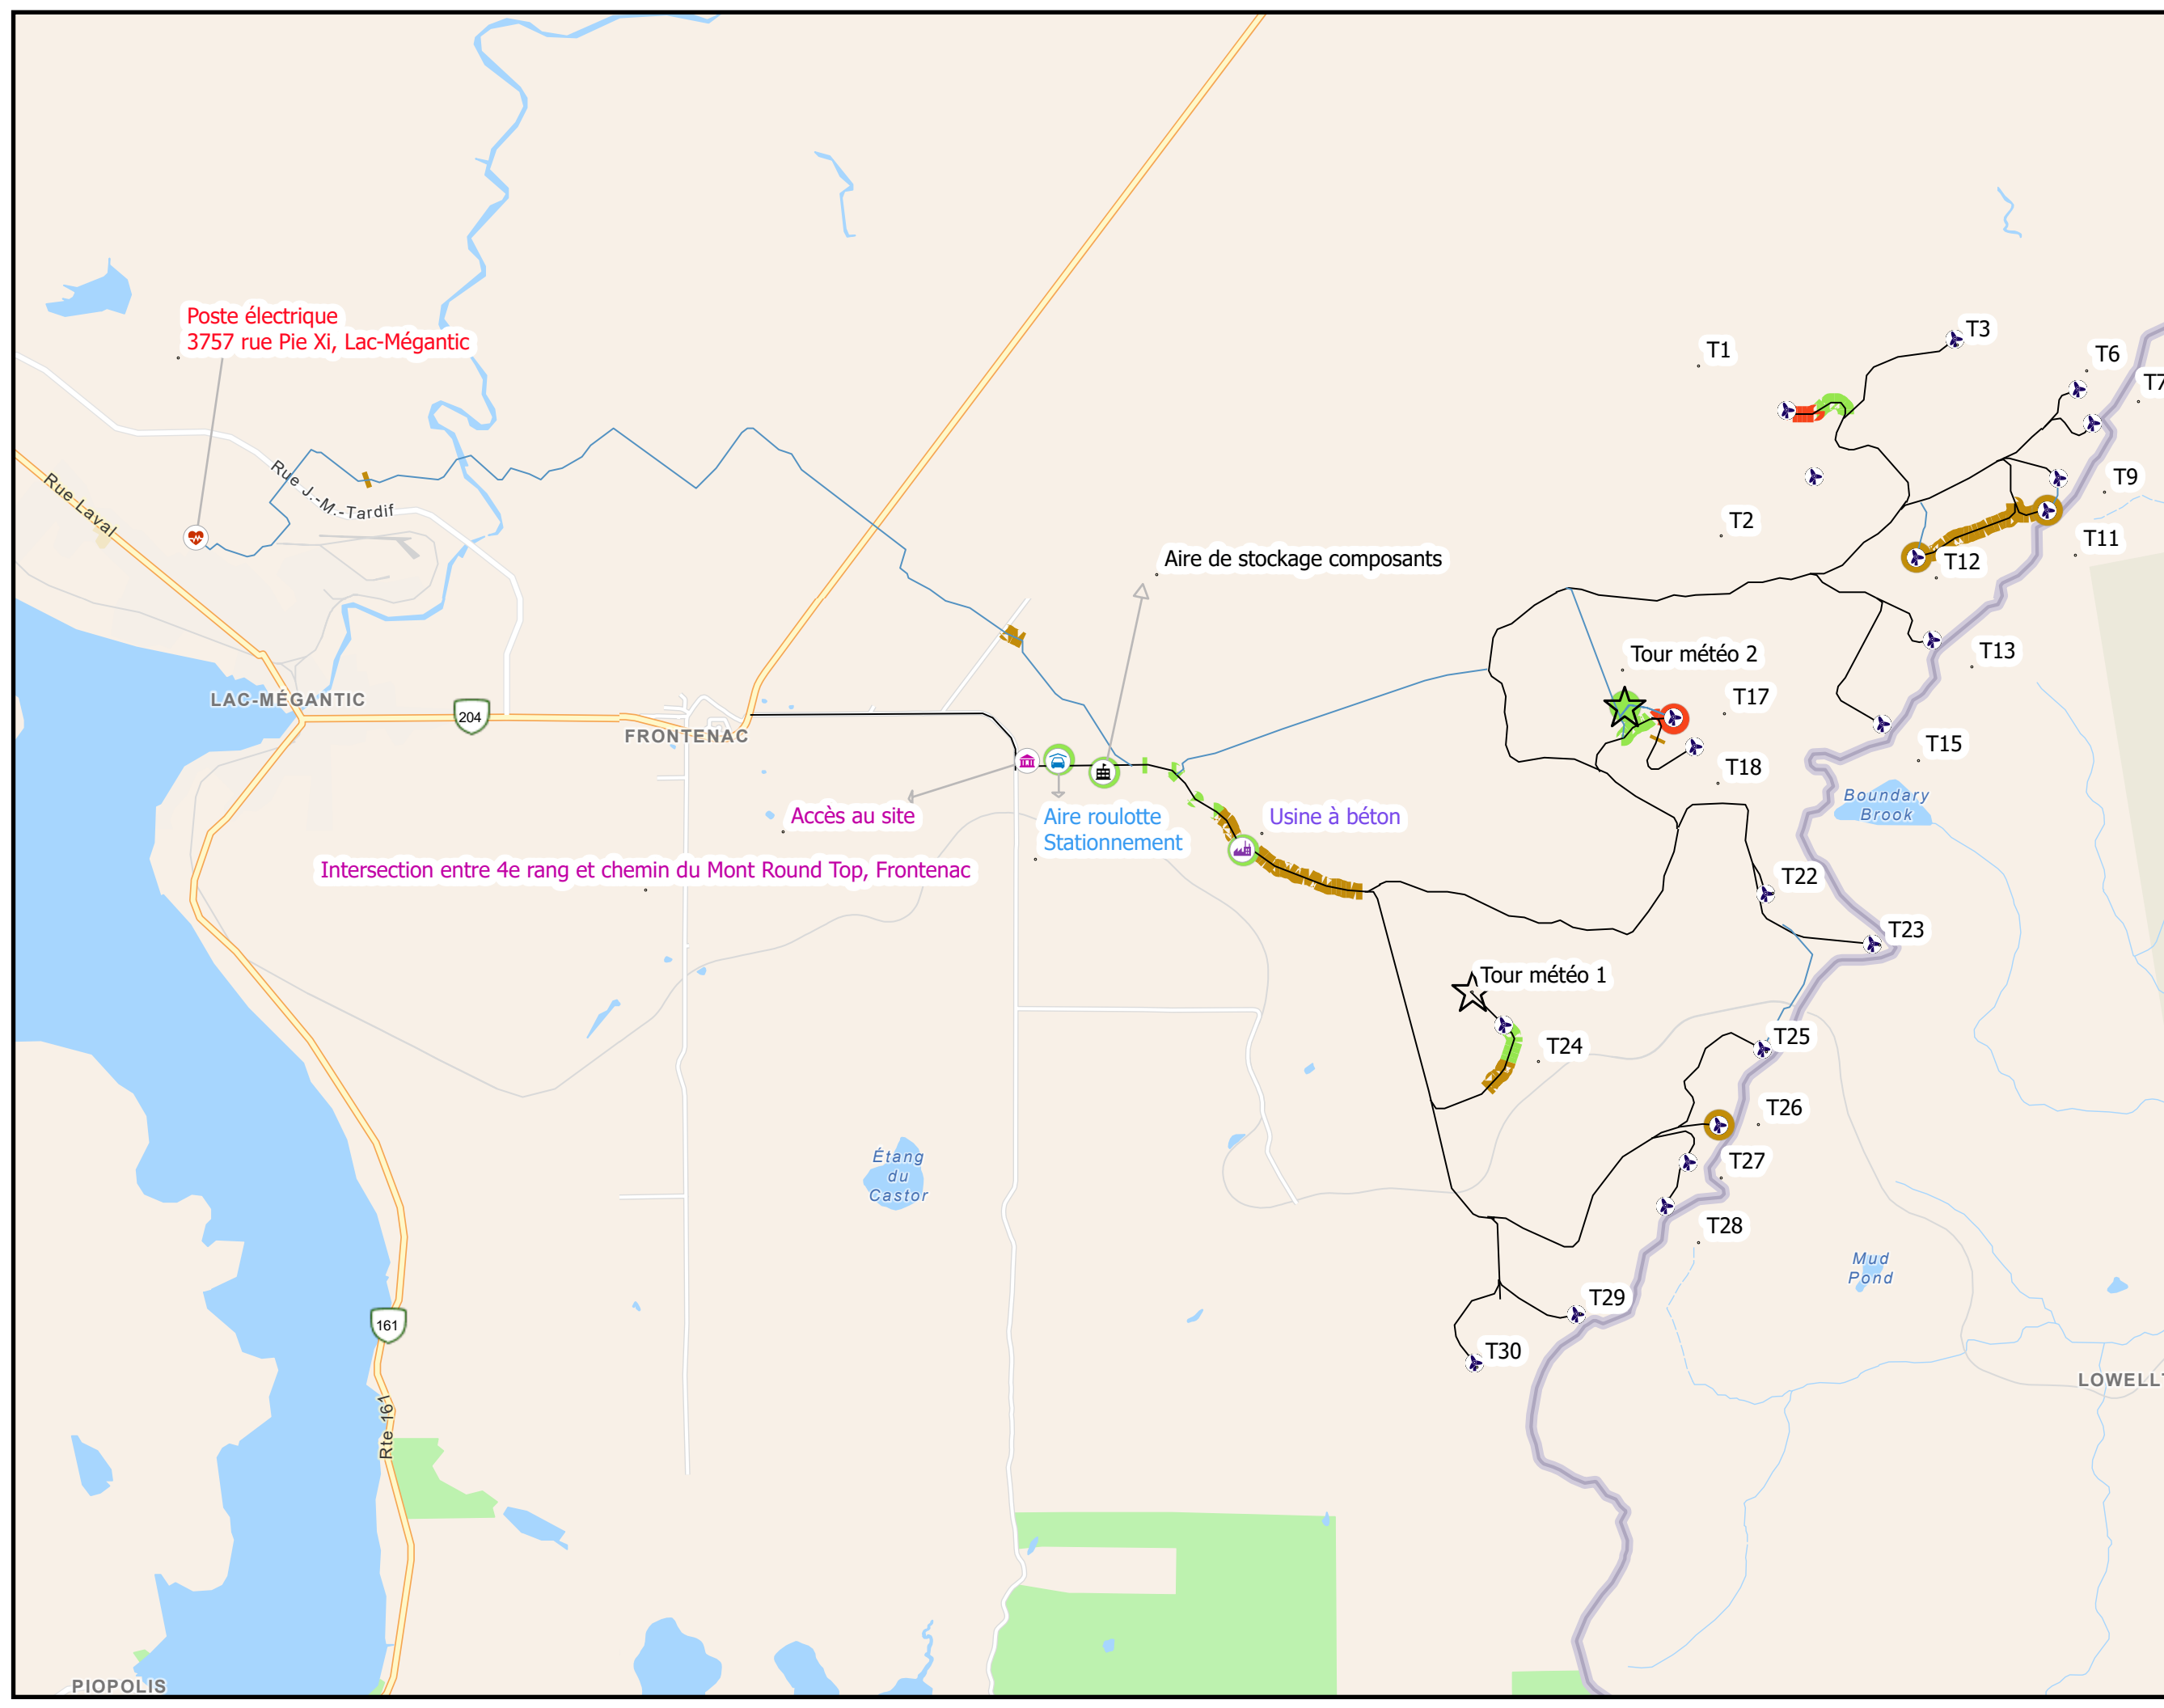 Poste électrique
3757 rue Pie Xi, Lac-Mégantic
T3
T1
T6
T7
Rue Laval
Rue J.-M.-Tardif
T9
T2
T11
Aire de stockage composants
T12
Tour météo 2
T13
LAC-MÉGANTIC
204
FRONTENAC
T17
T15
T18
Boundary
Brook
Accès au site
Aire roulotte
Stationnement
Usine à béton
Intersection entre 4e rang et chemin du Mont Round Top, Frontenac
T22
T23
Tour météo 1
T24
T25
T26
Étang
du
Castor
T27
T28
Mud
Pond
T29
161
T30
LOWELLT
Rte 161
PIOPOLIS